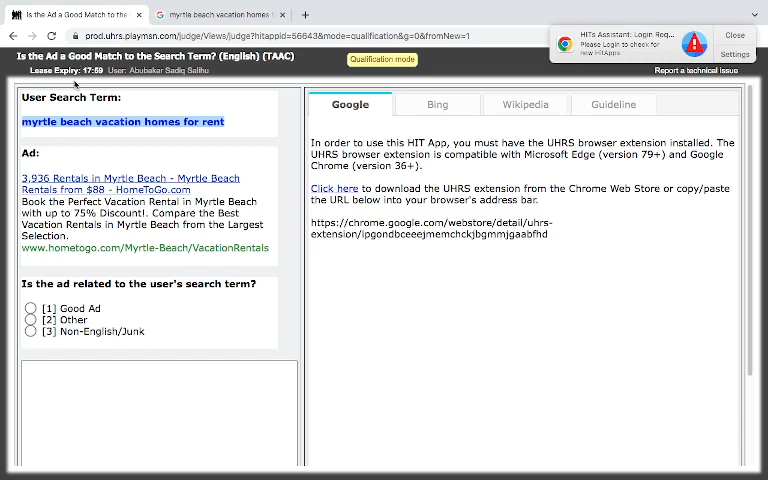 Is the Ad a Good Match to the
myrtle beach vacation homes f
prod.uhrs.playmsn.com/judge/Views/judge?hitappid=56643&mode=qualification&g=0&fromNew=1
HITs Assistant: Login Req...
Please Login to check for
new HitApps
Close
Settings
Is the Ad a Good Match to the Search Term? (English) (TAAC)
Lease Expiry: 17:59 User: Abubakar Sadiq Salihu
Qualification mode
Report a technical issue
User Search Term:
myrtle beach vacation homes for rent
Ad:
3,936 Rentals in Myrtle Beach - Myrtle Beach
Rentals from $88 - HomeToGo.com
Book the Perfect Vacation Rental in Myrtle Beach
with up to 75% Discount!. Compare the Best
Vacation Rentals in Myrtle Beach from the Largest
Selection.
www.hometogo.com/Myrtle-Beach/VacationRentals
Is the ad related to the user's search term?
[1] Good Ad
[2] Other
[3] Non-English/Junk
Google
Bing
Wikipedia
Guideline
In order to use this HIT App, you must have the UHRS browser extension installed. The
UHRS browser extension is compatible with Microsoft Edge (version 79+) and Google
Chrome (version 36+).
Click here to download the UHRS extension from the Chrome Web Store or copy/paste
the URL below into your browser's address bar.
https://chrome.google.com/webstore/detail/uhrs-
extension/ipgondbceeejmemchckjbgmmjgaabfhd